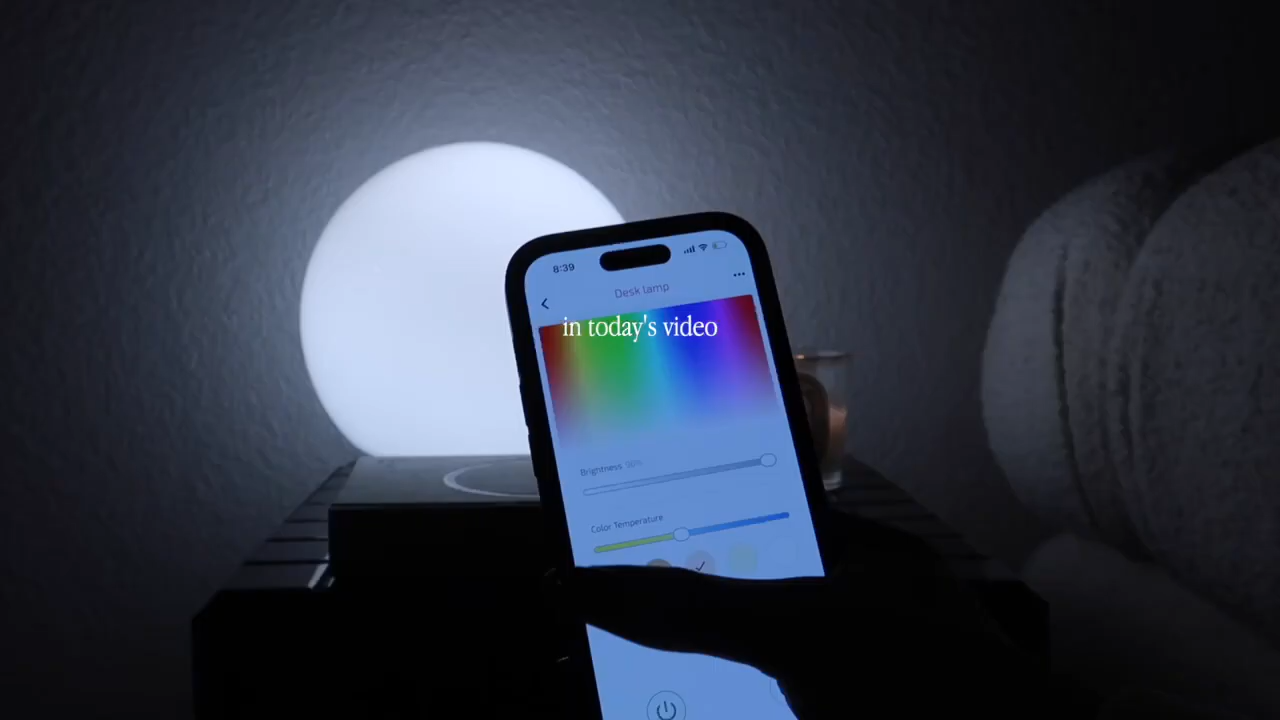 8:39
Desk lamp
in today's video
Brightness
Color Temperature